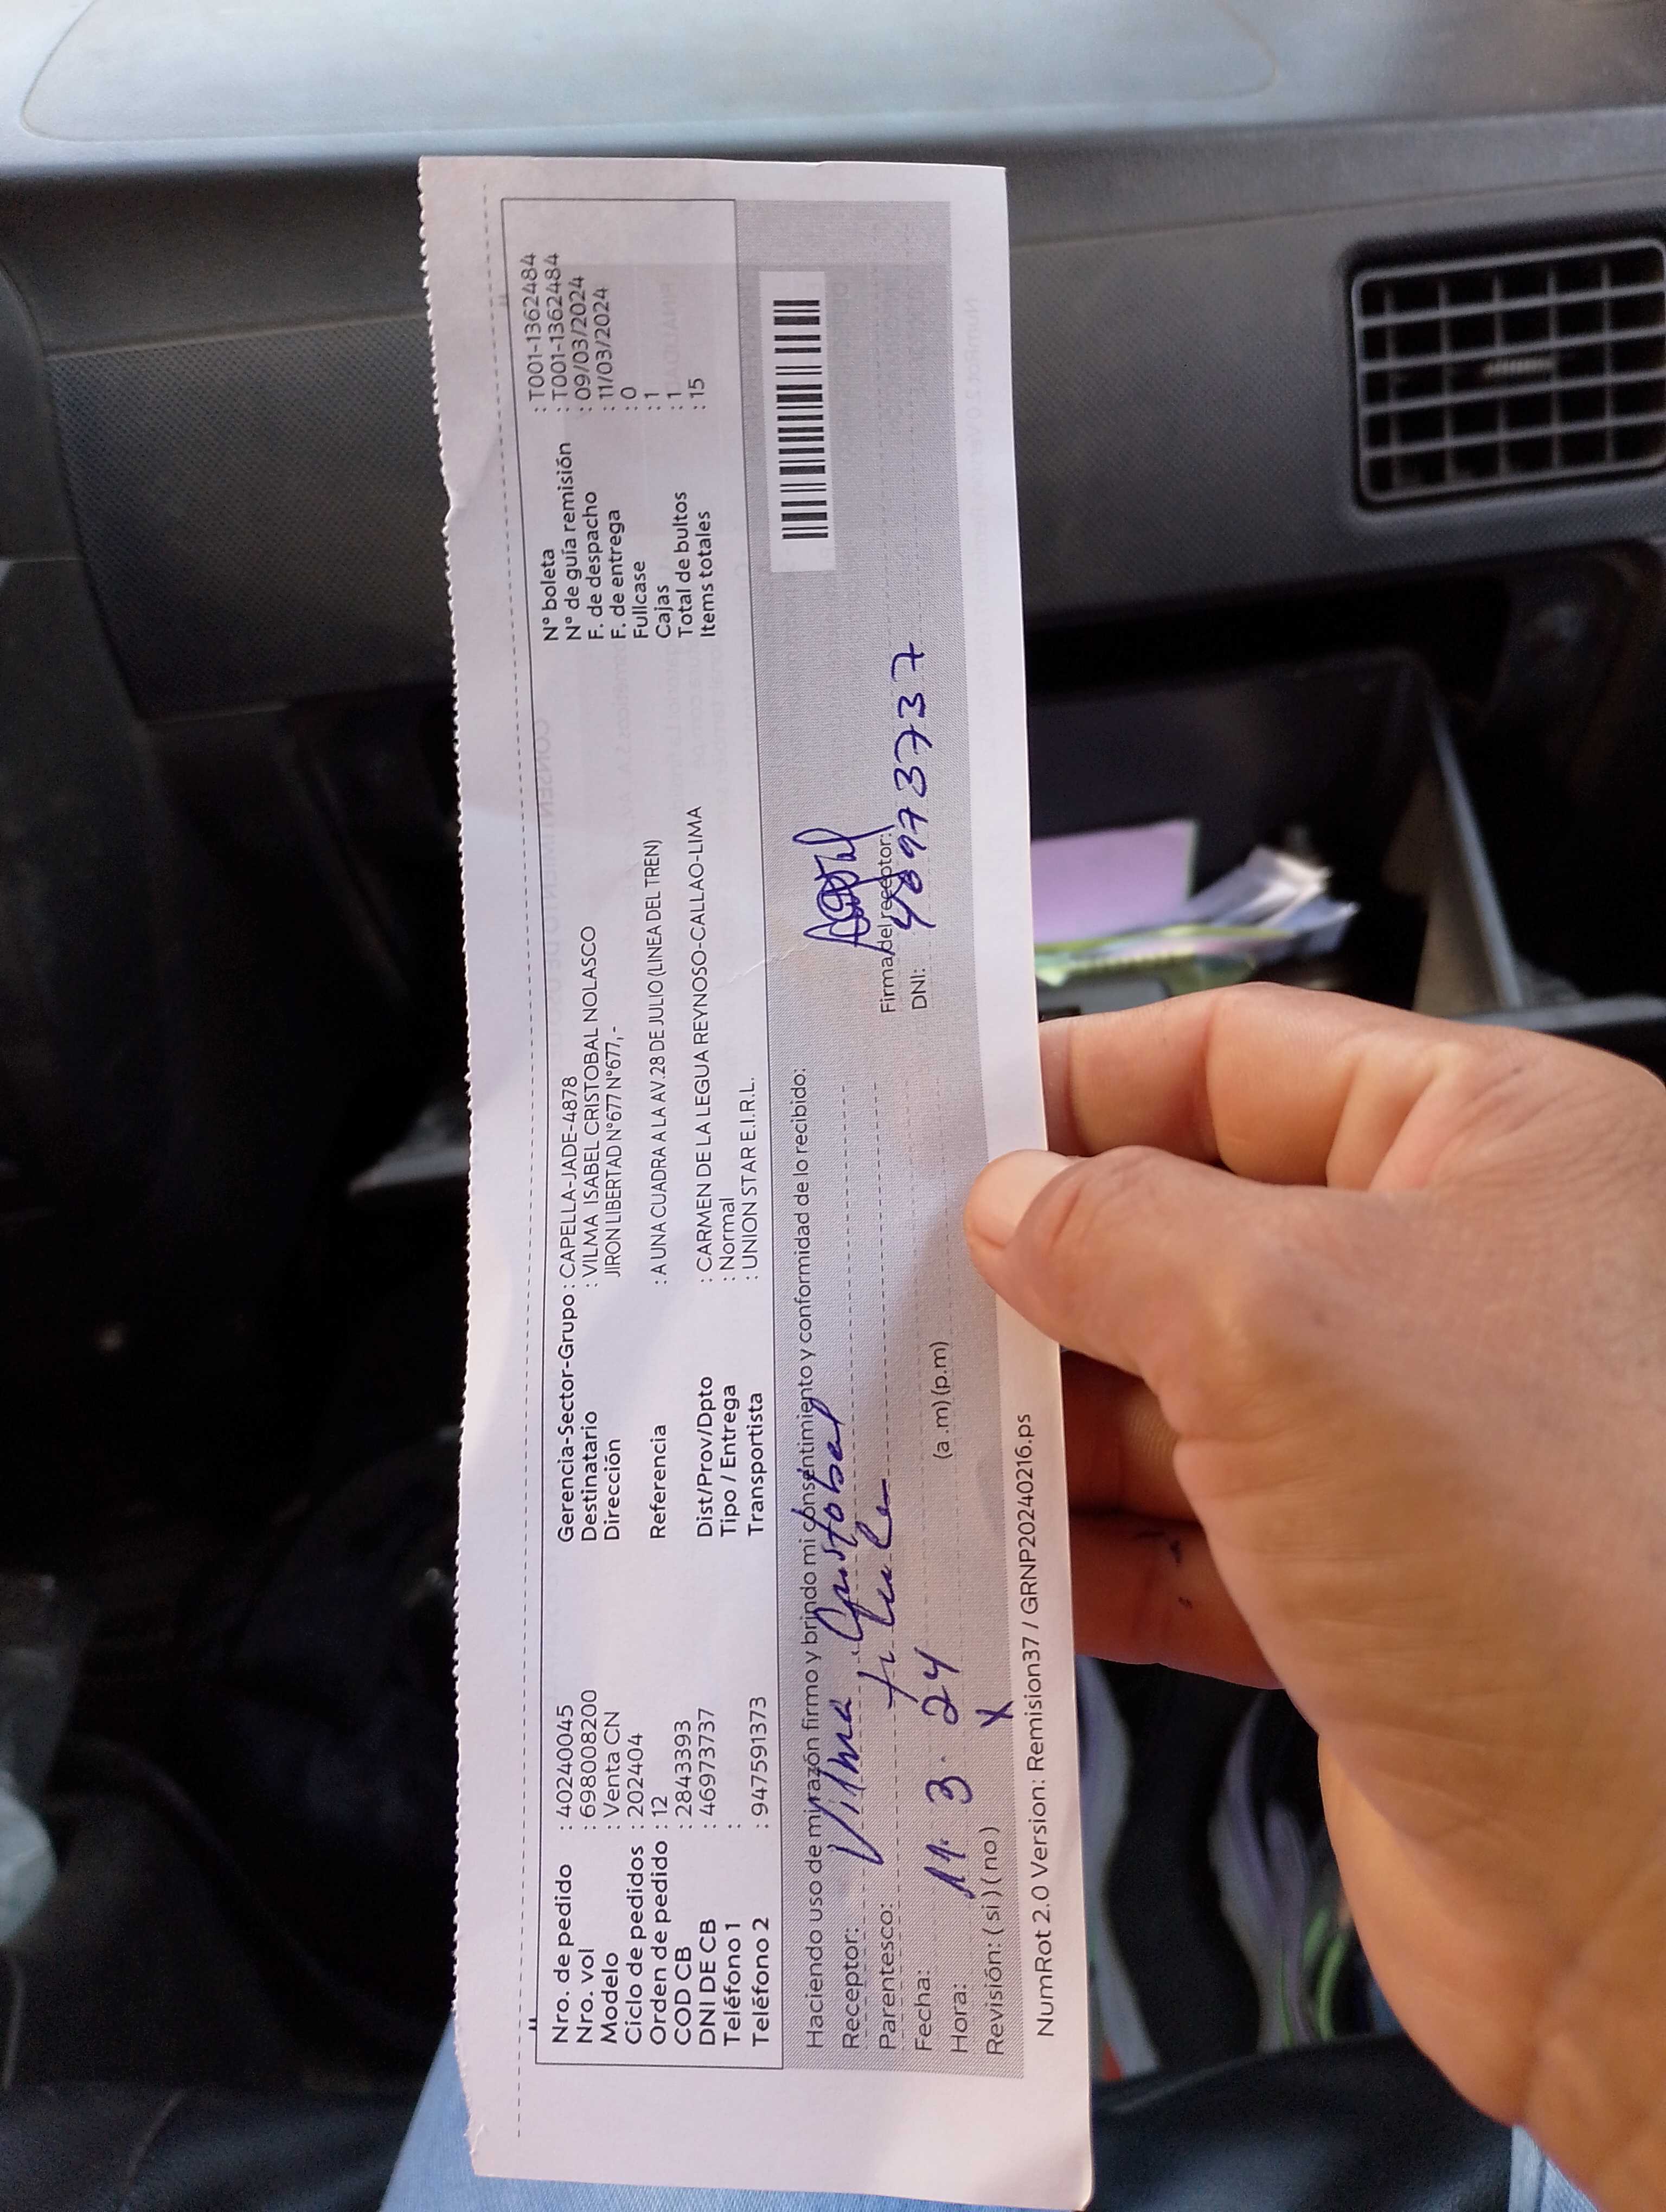 Nro. de pedido : 40240045
Nro. vol : 698008200
Modelo : Venta CN
Ciclo de pedidos : 202404
Orden de pedido : 12
COD CB : 2843393
DNI DE CB : 46973737
Teléfono 1 :
Teléfono 2 : 947591373
Gerencia-Sector-Grupo : CAPELLA-JADE-4878
Destinatario : VILMA ISABEL CRISTOBAL NOLASCO
Dirección JIRON LIBERTAD N°677 N°677, -
Referencia : A UNA CUADRA A LA AV.28 DE JULIO (LINEA DEL TREN)
Dist/Prov/Dpto : CARMEN DE LA LEGUA REYNOSO-CALLAO-LIMA
Tipo / Entrega : Normal
Transportista : UNION STAR E.I.R.L.
N° boleta : T001-1362484
N° de guía remisión : T001-1362484
F. de despacho : 09/03/2024
F. de entrega : 11/03/2024
Fullcase : 0
Cajas : 1
Total de bultos : 1
Items totales : 15
Haciendo uso de mi razón firmo y brindo mi consentimiento y conformidad de lo recibido:
Receptor: Vilma Cristobal
Parentesco: titular
Fecha: 11. 3. 24
Hora: (a .m) (p.m)
Revisión: ( si ) ( no ) X
Firma del receptor:
DNI: 46973737
NumRot 2.0 Version: Remision37 / GRNP20240216.ps